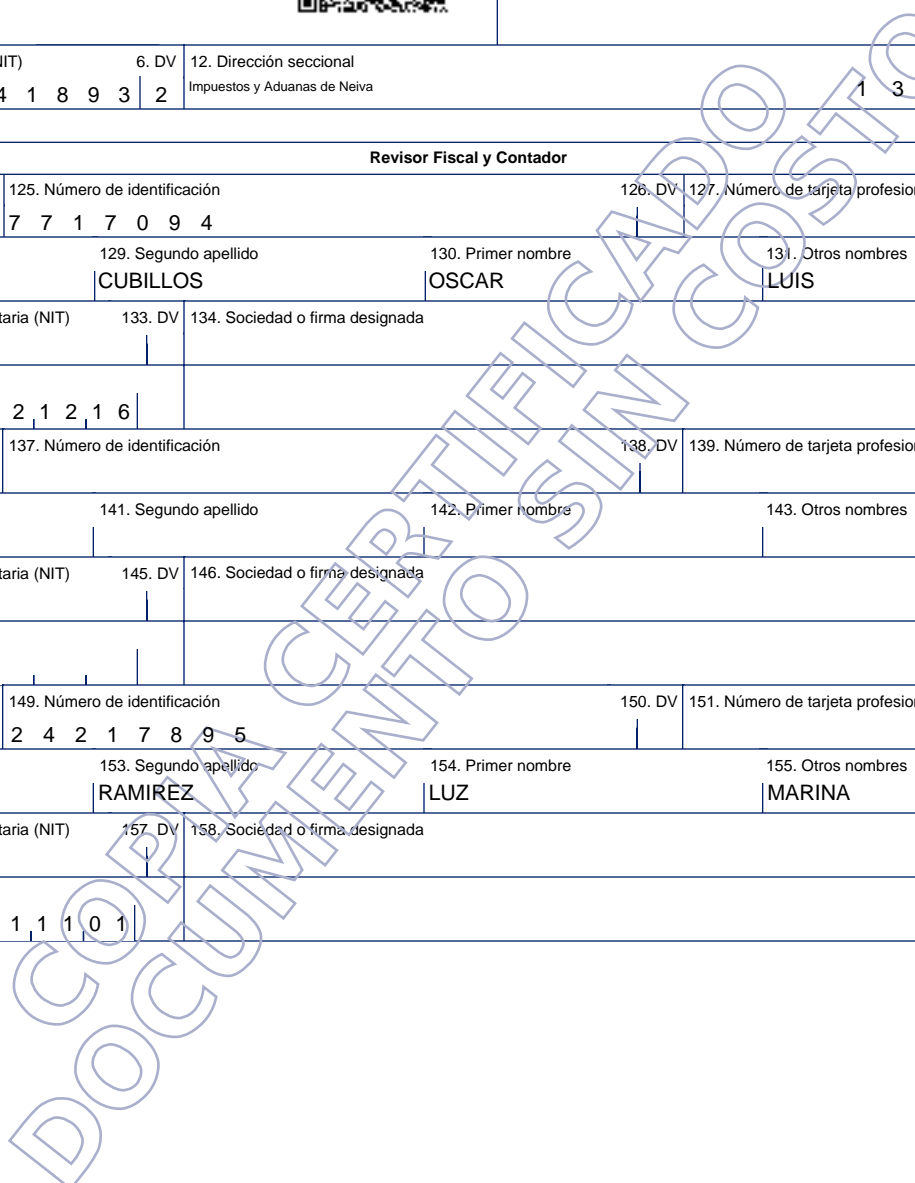 IIT) 6. DV 12. Dirección seccional
4 1 8 9 3 2 Impuestos y Aduanas de Neiva 1 3
Revisor Fiscal y Contador
125. Número de identificación 126. DV 127. Número de tarjeta profesion
7 7 1 7 0 9 4
129. Segundo apellido 130. Primer nombre 131. Otros nombres
CUBILLOS OSCAR LUIS
taria (NIT) 133. DV 134. Sociedad o firma designada
2 1 2 1 6
137. Número de identificación 138. DV 139. Número de tarjeta profesion
141. Segundo apellido 142. Primer nombre 143. Otros nombres
taria (NIT) 145. DV 146. Sociedad o firma designada
149. Número de identificación 150. DV 151. Número de tarjeta profesion
2 4 2 1 7 8 9 5
153. Segundo apellido 154. Primer nombre 155. Otros nombres
RAMIREZ LUZ MARINA
taria (NIT) 157. DV 158. Sociedad o firma designada
1 1 1 0 1
COPIA CERTIFICADO
DOCUMENTO SIN COSTO